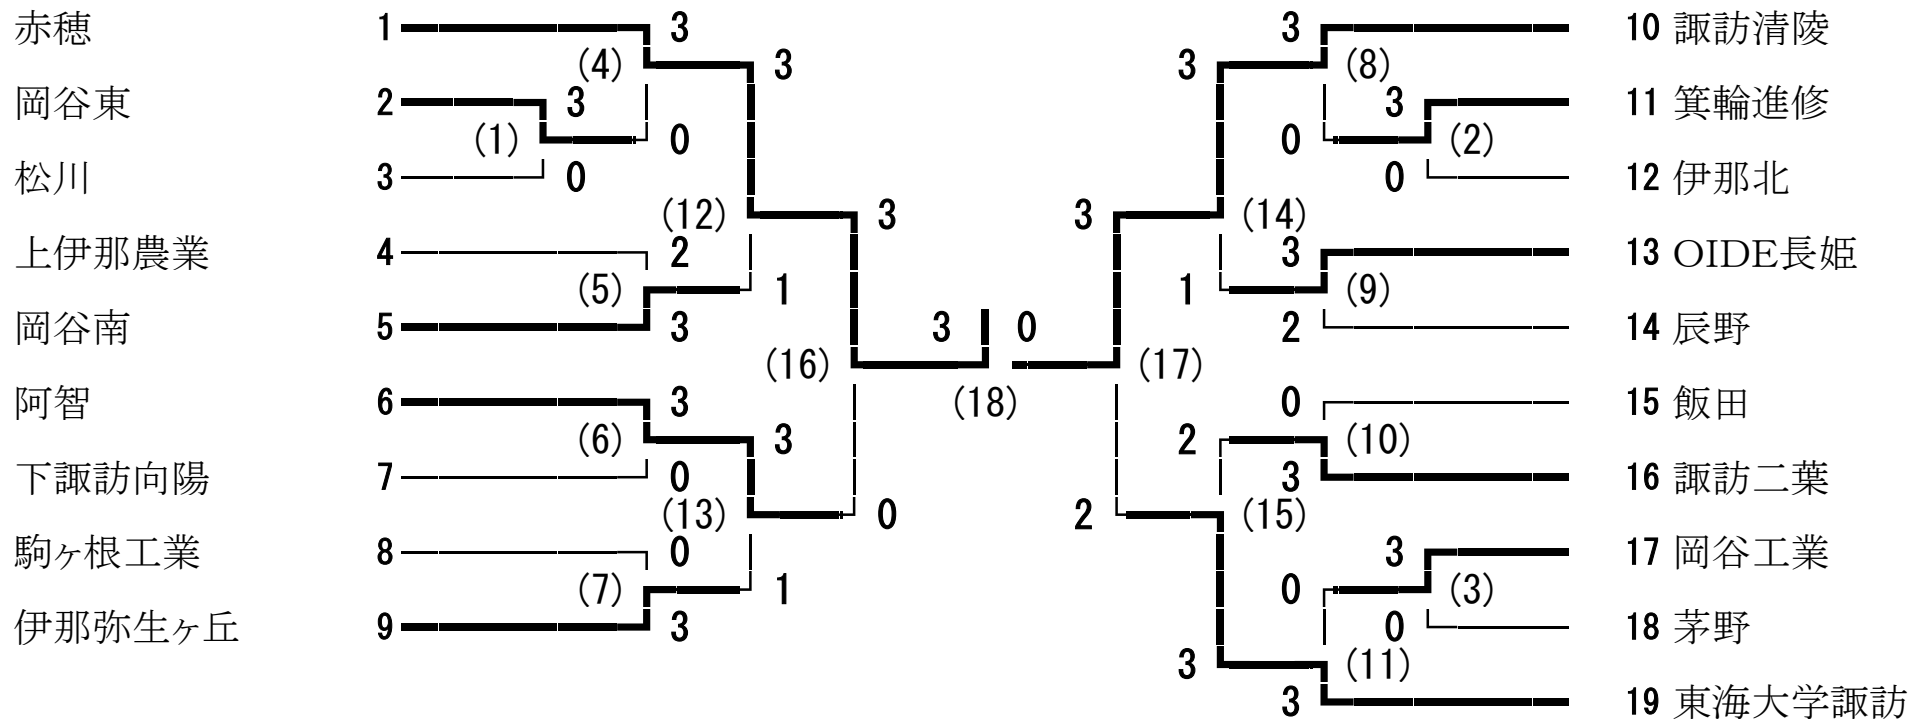 赤穂 1 3 3 10 諏訪清陵
(4) 3 3 (8)
岡谷東 2 3 3 11 箕輪進修
(1) 0 0 (2)
松川 3 0 0 12 伊那北
(12) 3 3 (14)
上伊那農業 4 2 3 13 OIDE長姫
(5) 1 1 (9)
岡谷南 5 3 3 0 2 14 辰野
(16) (17)
阿智 6 3 (18) 0 15 飯田
(6) 3 2 (10)
下諏訪向陽 7 0 3 16 諏訪二葉
(13) 0 2 (15)
駒ヶ根工業 8 0 3 17 岡谷工業
(7) 1 0 (3)
伊那弥生ヶ丘 9 3 0 18 茅野
3 (11)
3 19 東海大学諏訪